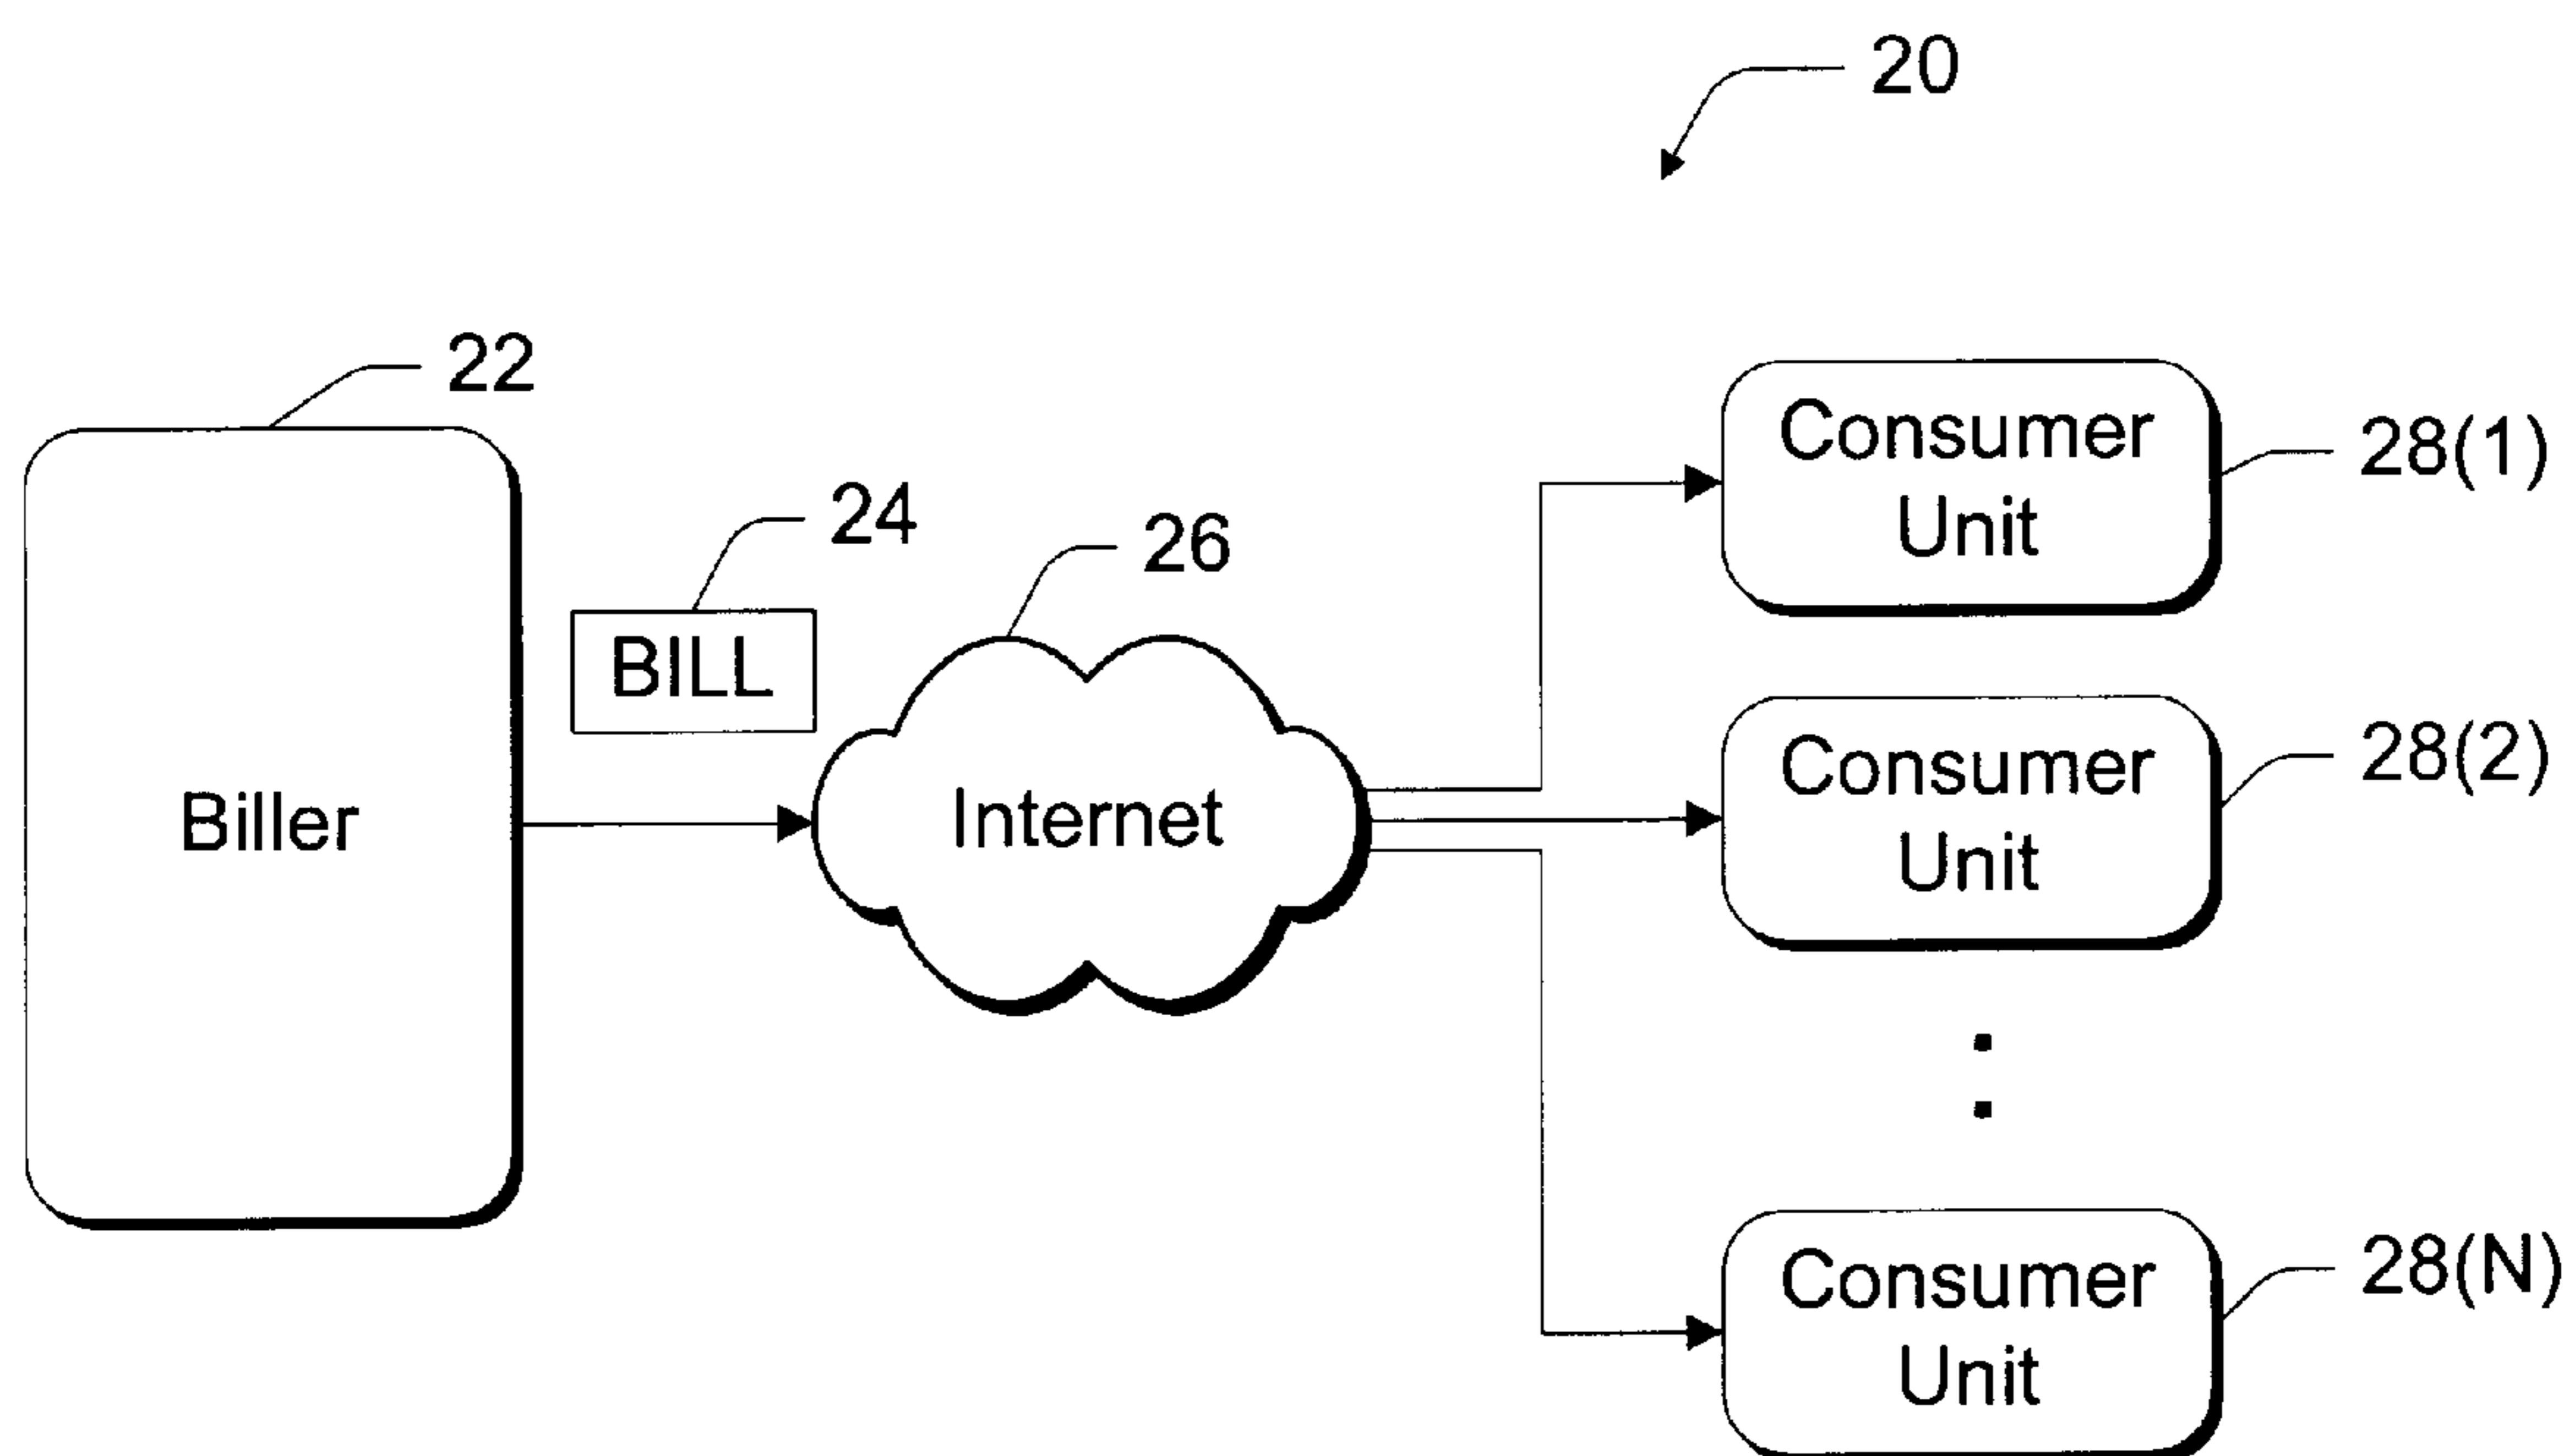 20
22
24
BILL
26
Biller
Internet
Consumer
Unit
28(1)
Consumer
Unit
28(2)
Consumer
Unit
28(N)